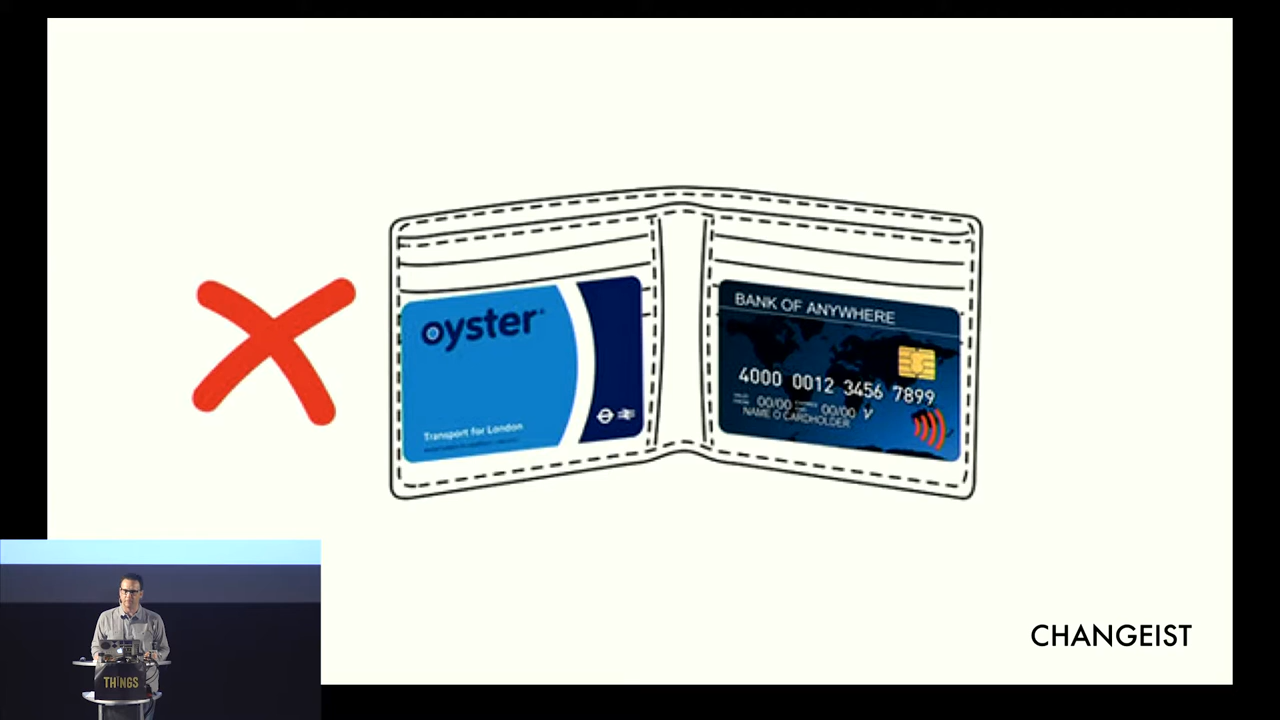 oyster
Transport for London
BANK OF ANYWHERE
4000 0012 3456 7899
00/00 00/00 V
NAME O CARDHOLDER
CHANGEIST
THINGS